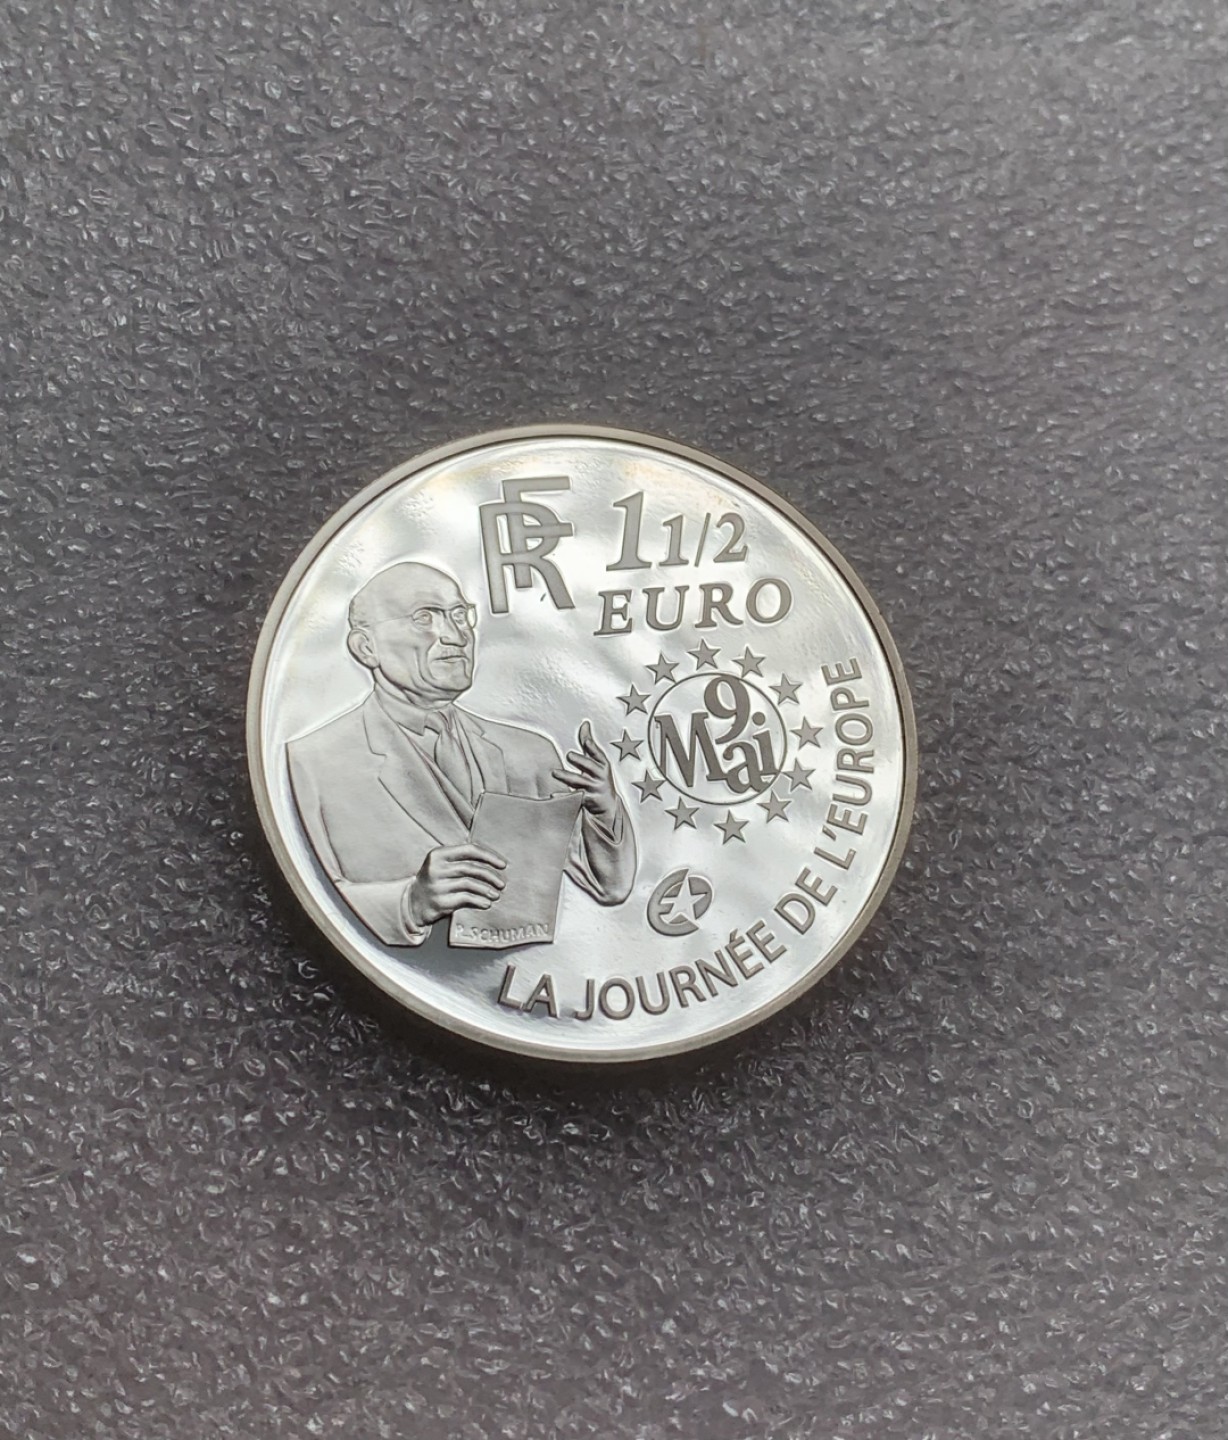 RF
1 1/2
EURO
9
Mai
R.SCHUMAN
LA JOURNÉE DE L'EUROPE